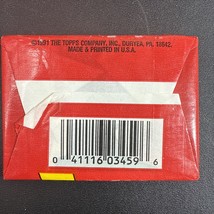 ©1991 THE TOPPS COMPANY, INC., DURYEA, PA. 18642.
MADE & PRINTED IN U.S.A.
0 41116 03459 6